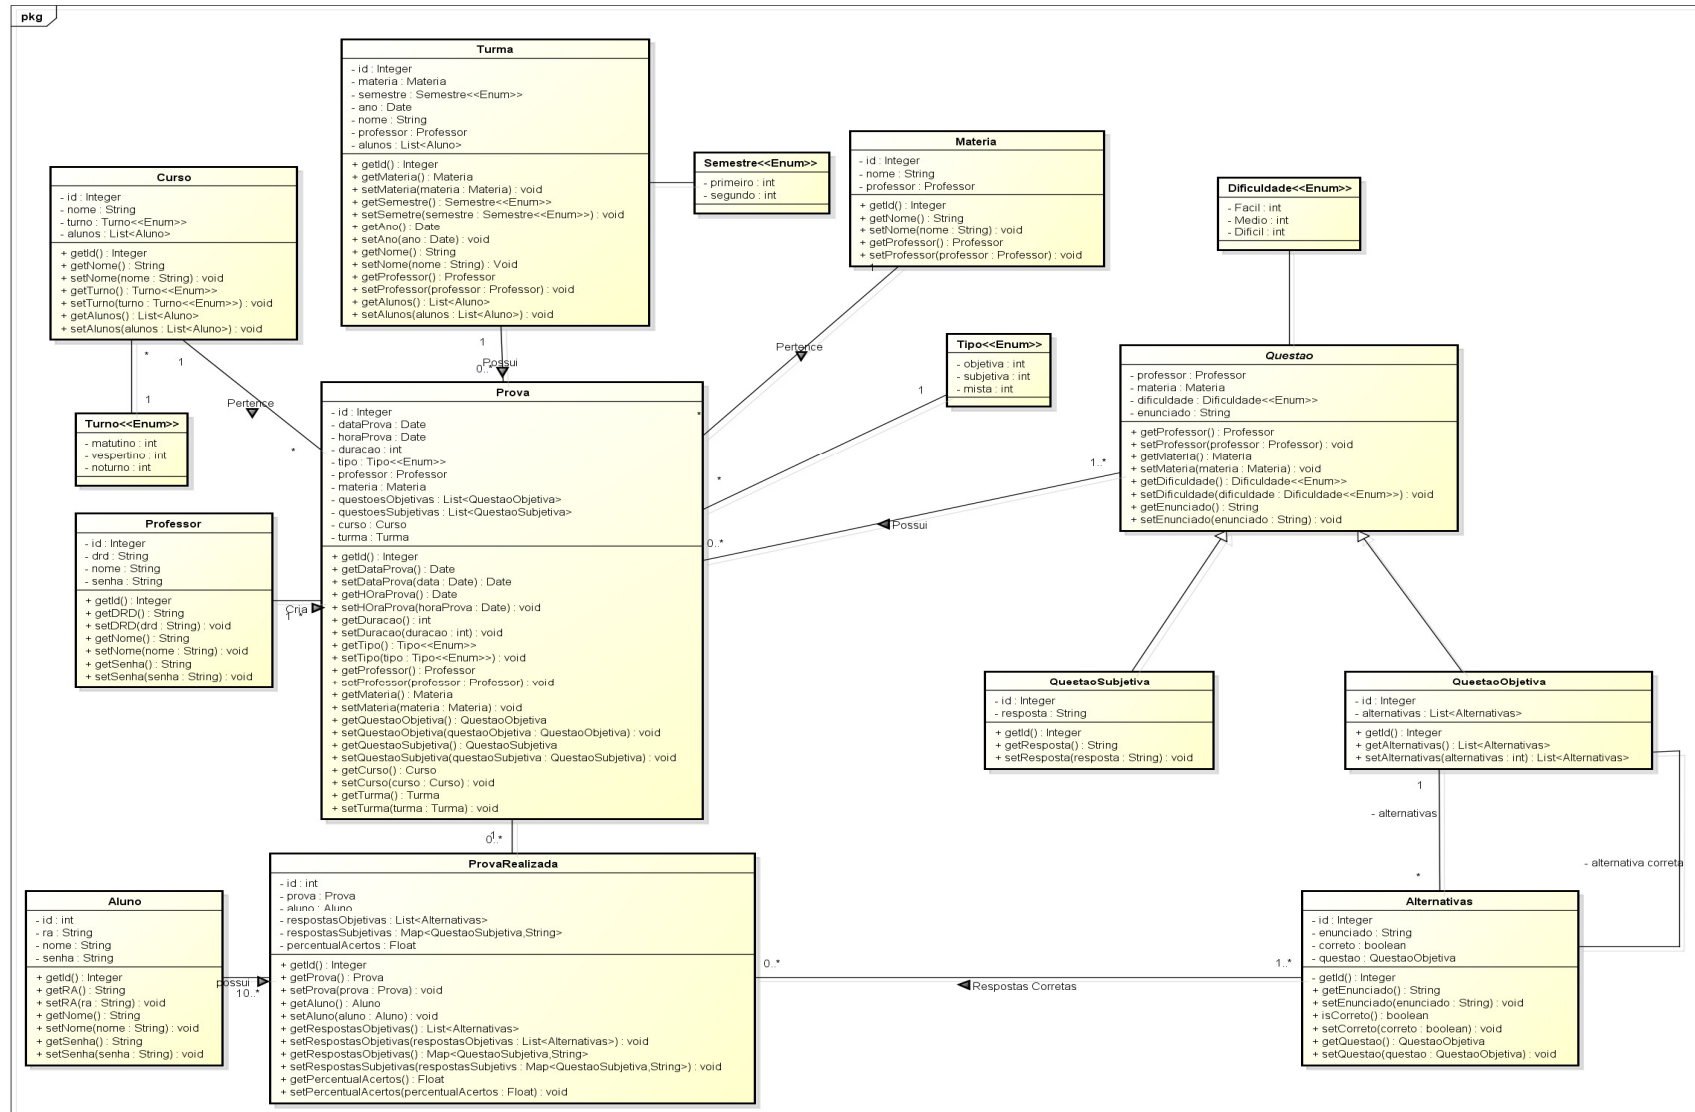 pkg
Turma
- id : Integer
- materia : Materia
- semestre : Semestre<<Enum>>
- ano : Date
- nome : String
- professor : Professor
- alunos : List<Aluno>
+ getId() : Integer
+ getMateria() : Materia
+ setMateria(materia : Materia) : void
+ getSemestre() : Semestre<<Enum>>
+ setSemetre(semestre : Semestre<<Enum>>) : void
+ getAno() : Date
+ setAno(ano : Date) : void
+ getNome() : String
+ setNome(nome : String) : Void
+ getProfessor() : Professor
+ setProfessor(professor : Professor) : void
+ getAlunos() : List<Aluno>
+ setAlunos(alunos : List<Aluno>) : void
Semestre<<Enum>>
- primeiro : int
- segundo : int
Materia
- id : Integer
- nome : String
- professor : Professor
+ getId() : Integer
+ getNome() : String
+ setNome(nome : String) : void
+ getProfessor() : Professor
+ setProfessor(professor : Professor) : void
Dificuldade<<Enum>>
- Facil : int
- Medio : int
- Dificil : int
Curso
- id : Integer
- nome : String
- turno : Turno<<Enum>>
- alunos : List<Aluno>
+ getId() : Integer
+ getNome() : String
+ setNome(nome : String) : void
+ getTurno() : Turno<<Enum>>
+ setTurno(turno : Turno<<Enum>>) : void
+ getAlunos() : List<Aluno>
+ setAlunos(alunos : List<Aluno>) : void
*
1
1
Pertence
*
1
Possui
0..*
1
Pertence
*
1
*
Tipo<<Enum>>
- objetiva : int
- subjetiva : int
- mista : int
Questao
- professor : Professor
- materia : Materia
- dificuldade : Dificuldade<<Enum>>
- enunciado : String
+ getProfessor() : Professor
+ setProfessor(professor : Professor) : void
+ getMateria() : Materia
+ setMateria(materia : Materia) : void
+ getDificuldade() : Dificuldade<<Enum>>
+ setDificuldade(dificuldade : Dificuldade<<Enum>>) : void
+ getEnunciado() : String
+ setEnunciado(enunciado : String) : void
1..*
Possui
0..*
Turno<<Enum>>
- matutino : int
- vespertino : int
- noturno : int
Prova
- id : Integer
- dataProva : Date
- horaProva : Date
- duracao : int
- tipo : Tipo<<Enum>>
- professor : Professor
- materia : Materia
- questoesObjetivas : List<QuestaoObjetiva>
- questoesSubjetivas : List<QuestaoSubjetiva>
- curso : Curso
- turma : Turma
+ getId() : Integer
+ getDataProva() : Date
+ setDataProva(data : Date) : Date
+ getHOraProva() : Date
+ setHOraProva(horaProva : Date) : void
+ getDuracao() : int
+ setDuracao(duracao : int) : void
+ getTipo() : Tipo<<Enum>>
+ setTipo(tipo : Tipo<<Enum>>) : void
+ getProfessor() : Professor
+ setProfessor(professor : Professor) : void
+ getMateria() : Materia
+ setMateria(materia : Materia) : void
+ getQuestaoObjetiva() : QuestaoObjetiva
+ setQuestaoObjetiva(questaoObjetiva : QuestaoObjetiva) : void
+ getQuestaoSubjetiva() : QuestaoSubjetiva
+ setQuestaoSubjetiva(questaoSubjetiva : QuestaoSubjetiva) : void
+ getCurso() : Curso
+ setCurso(curso : Curso) : void
+ getTurma() : Turma
+ setTurma(turma : Turma) : void
Professor
- id : Integer
- drd : String
- nome : String
- senha : String
+ getId() : Integer
+ getDRD() : String
+ setDRD(drd : String) : void
+ getNome() : String
+ setNome(nome : String) : void
+ getSenha() : String
+ setSenha(senha : String) : void
Cria
1 *
QuestaoSubjetiva
- id : Integer
- resposta : String
+ getId() : Integer
+ getResposta() : String
+ setResposta(resposta : String) : void
QuestaoObjetiva
- id : Integer
- alternativas : List<Alternativas>
+ getId() : Integer
+ getAlternativas() : List<Alternativas>
+ setAlternativas(alternativas : int) : List<Alternativas>
1
- alternativas
*
- alternativa correta
1
0..*
ProvaRealizada
- id : int
- prova : Prova
- aluno : Aluno
- respostasObjetivas : List<Alternativas>
- respostasSubjetivas : Map<QuestaoSubjetiva,String>
- percentualAcertos : Float
+ getId() : Integer
+ getProva() : Prova
+ setProva(prova : Prova) : void
+ getAluno() : Aluno
+ setAluno(aluno : Aluno) : void
+ getRespostasObjetivas() : List<Alternativas>
+ setRespostasObjetivas(respostasObjetivas : List<Alternativas>) : void
+ getRespostasObjetivas() : Map<QuestaoSubjetiva,String>
+ setRespostasSubjetivas(respostasSubjetivs : Map<QuestaoSubjetiva,String>) : void
+ getPercentualAcertos() : Float
+ setPercentualAcertos(percentualAcertos : Float) : void
Aluno
- id : int
- ra : String
- nome : String
- senha : String
+ getId() : Integer
+ getRA() : String
+ setRA(ra : String) : void
+ getNome() : String
+ setNome(nome : String) : void
+ getSenha() : String
+ setSenha(senha : String) : void
possui
10..*
0..*
1..*
Respostas Corretas
Alternativas
- id : Integer
- enunciado : String
- correto : boolean
- questao : QuestaoObjetiva
- getId() : Integer
+ getEnunciado() : String
+ setEnunciado(enunciado : String) : void
+ isCorreto() : boolean
+ setCorreto(correto : boolean) : void
+ getQuestao() : QuestaoObjetiva
+ setQuestao(questao : QuestaoObjetiva) : void